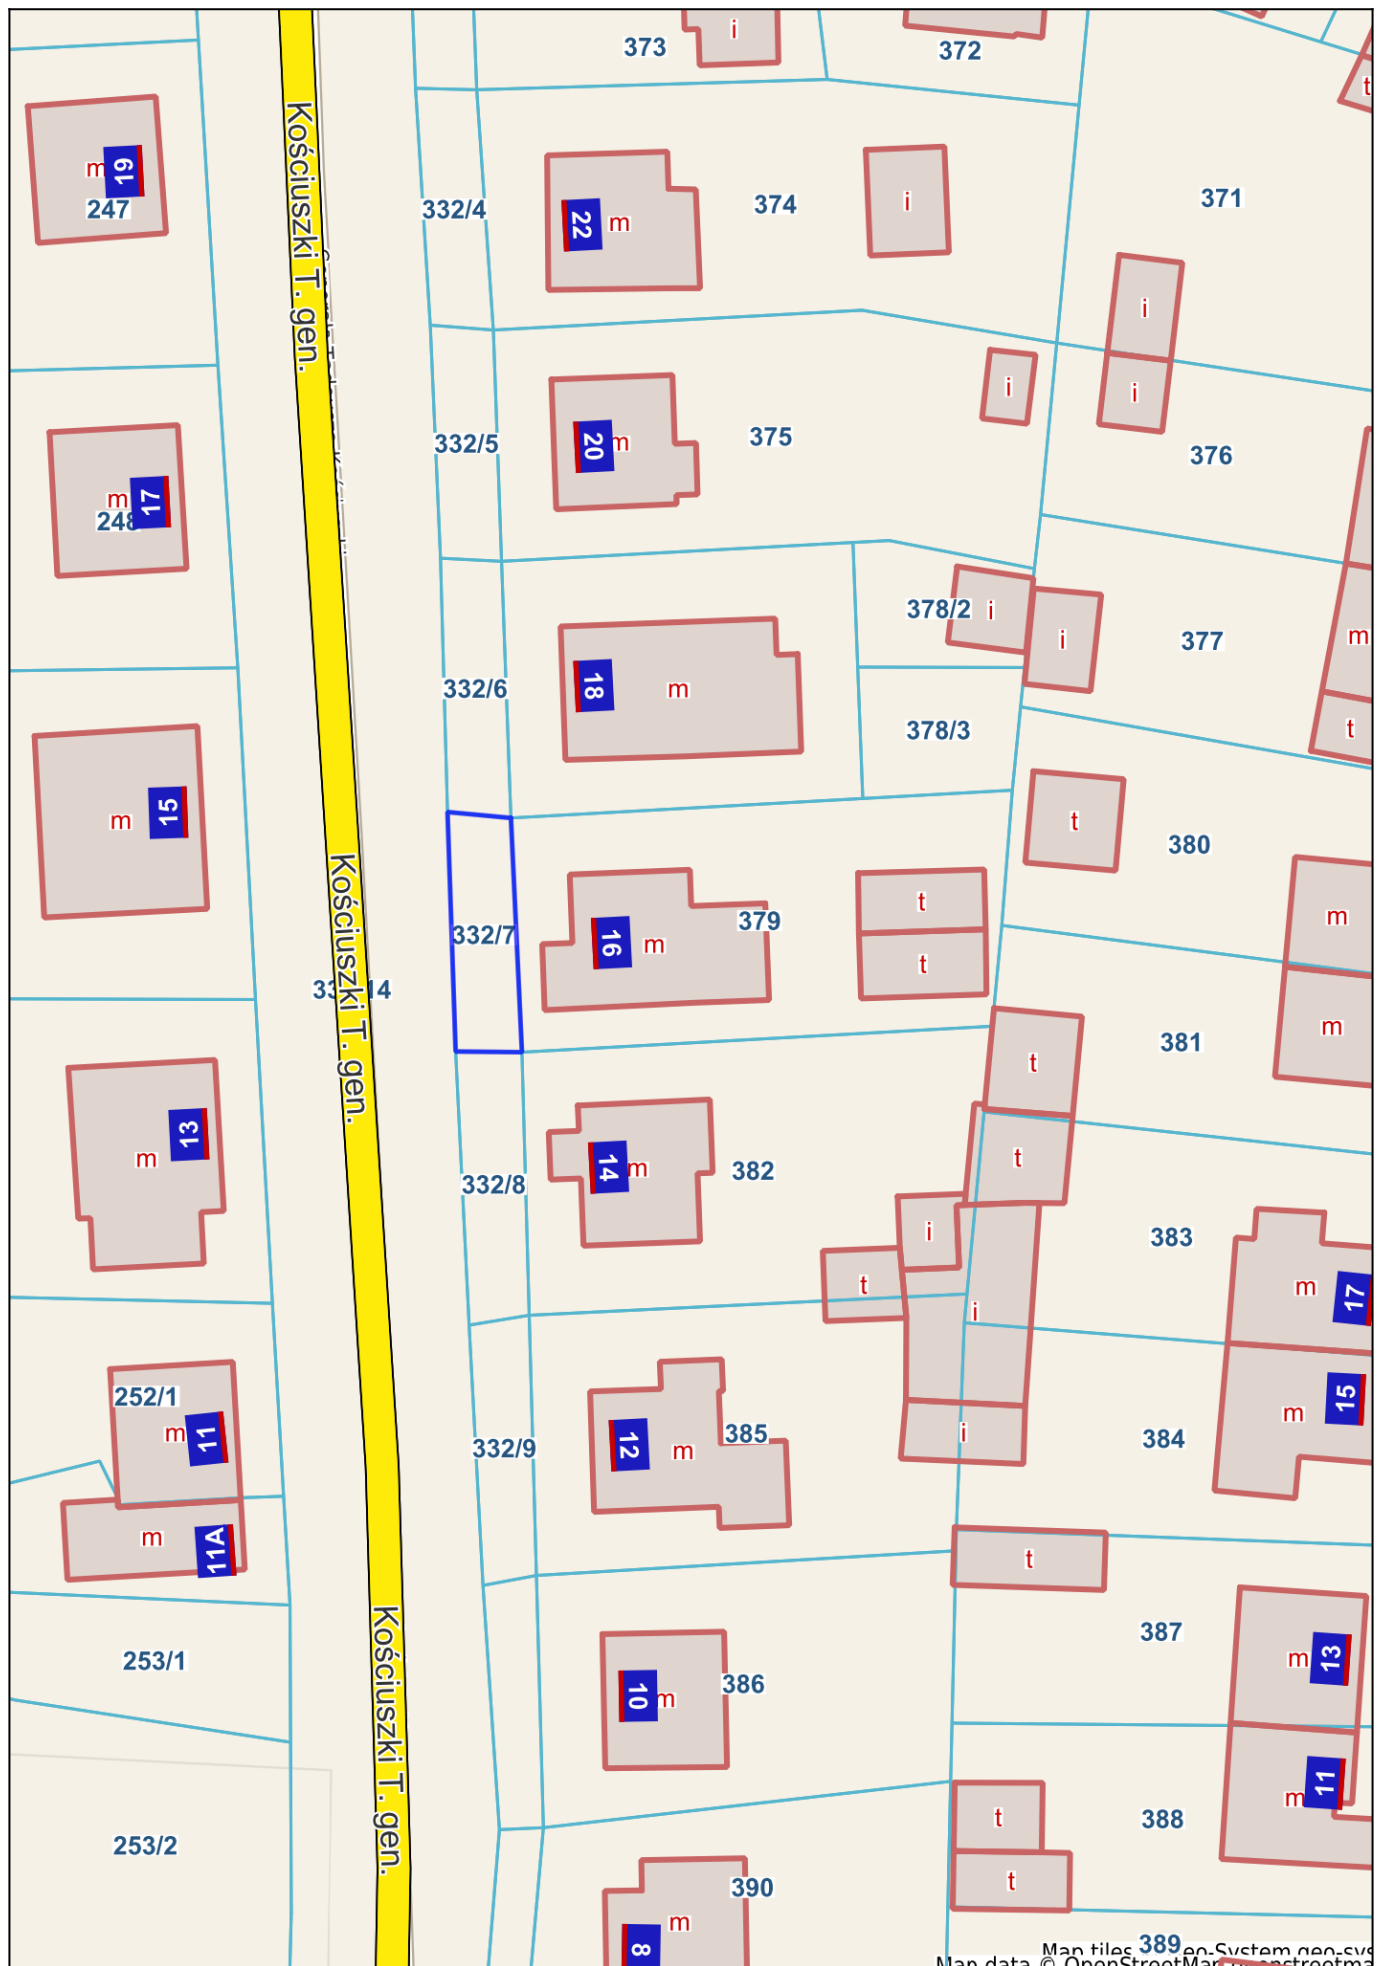 373
i
372
t
Kościuszki T. gen.
m
19
247
332/4
22
m
374
i
371
i
332/5
20
m
375
i
i
376
m
17
248
332/6
18
m
378/2
i
i
377
m
378/3
t
m
15
Kościuszki T. gen.
332/7
16
m
379
t
t
t
380
m
m
381
t
m
13
332/8
14
m
382
t
i
t
383
m
17
i
252/1
m
11
332/9
12
m
385
i
384
m
15
m
11A
t
253/1
Kościuszki T. gen.
10
m
386
387
m
13
253/2
t
388
m
11
t
390
m
8
389